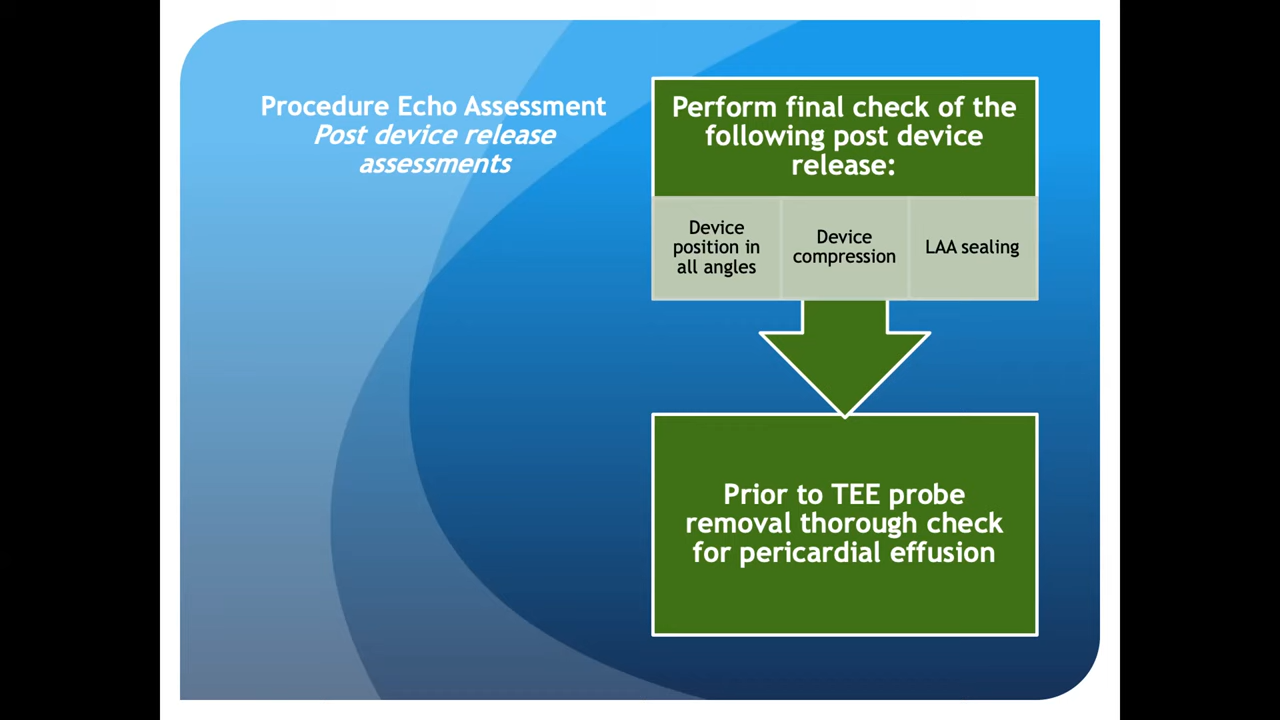 Procedure Echo Assessment
Post device release
assessments
Perform final check of the
following post device
release:
Device
position in
all angles
Device
compression
LAA sealing
Prior to TEE probe
removal thorough check
for pericardial effusion